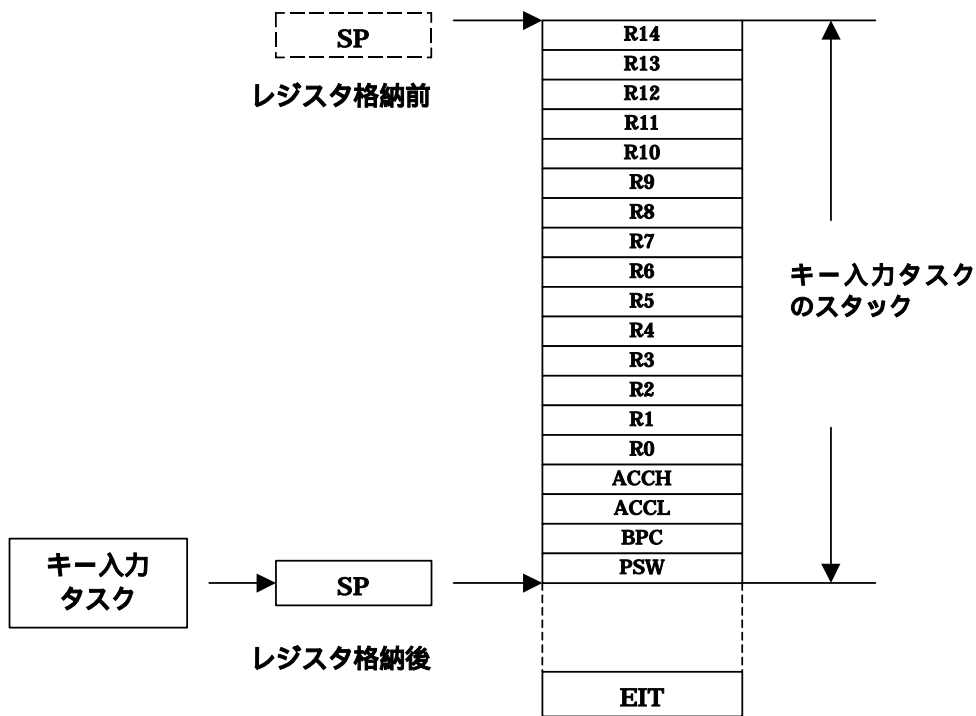 SP
レジスタ格納前
R14
R13
R12
R11
R10
R9
R8
R7
R6
R5
R4
R3
R2
R1
R0
ACCH
ACCL
BPC
PSW
キー入力タスク
のスタック
キー入力
タスク
SP
レジスタ格納後
EIT